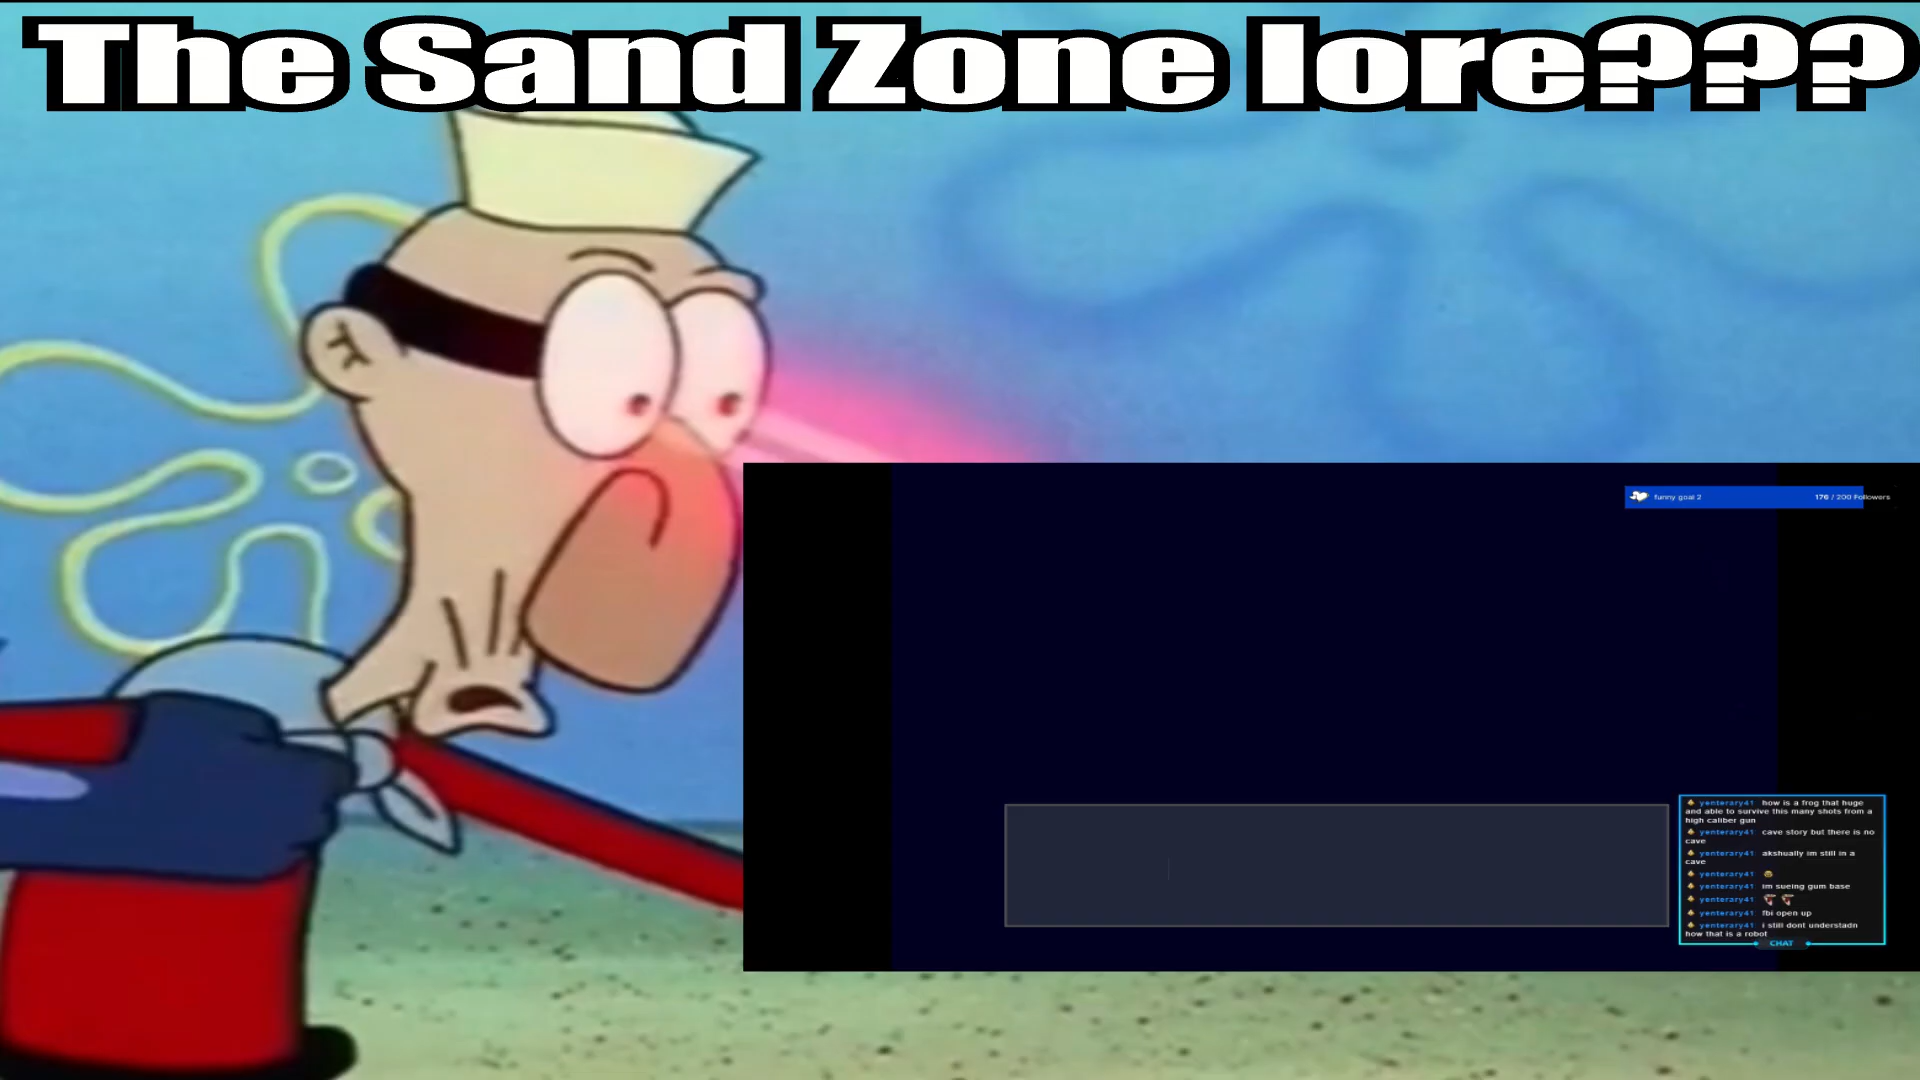 The Sand Zone lore???
funny goal 2
176 / 200 Followers
yenterary41 how is a frog that huge
and able to survive this many shots from a
high caliber gun
yenterary41 cave story but there is no
cave
yenterary41 akshually im still in a
cave
yenterary41
yenterary41 im sueing gum base
yenterary41
yenterary41 fbi open up
yenterary41 i still dont understadn
how that is a robot
CHAT